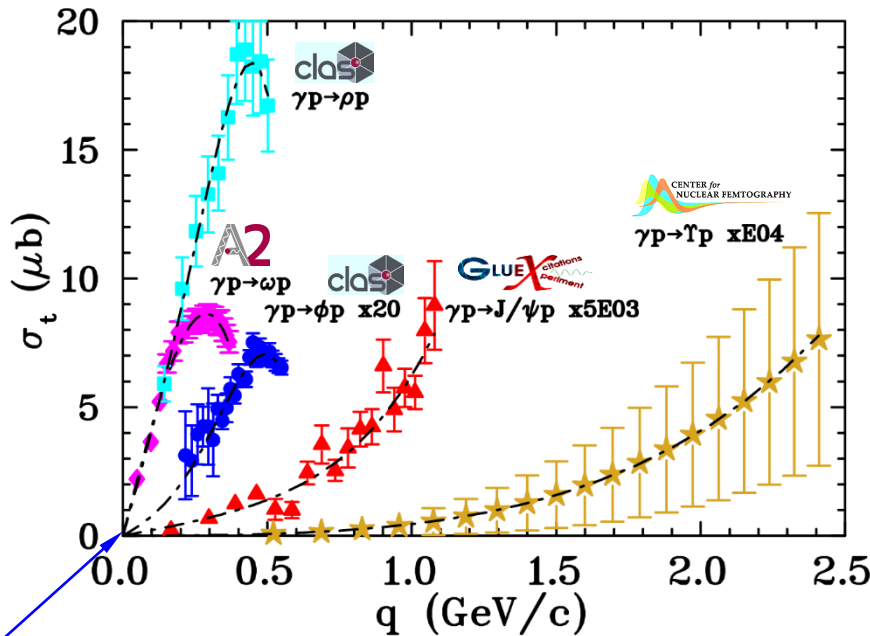 20
15
10
5
0
σt (μb)
clas
γp→ρp
CENTER for
NUCLEAR FEMTOGRAPHY
γp→ϒp xE04
A2
γp→ωp
clas
γp→ϕp x20
GLUEX
citations
periment
γp→J/ψp x5E03
0.0 0.5 1.0 1.5 2.0 2.5
q (GeV/c)